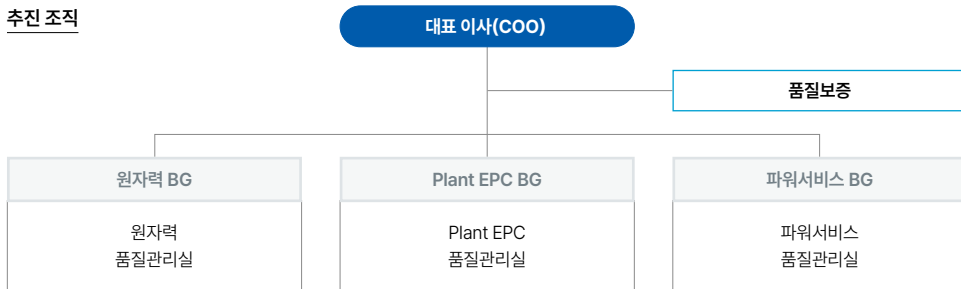 추진 조직
대표 이사(COO)
품질보증
원자력 BG
Plant EPC BG
파워서비스 BG
원자력
품질관리실
Plant EPC
품질관리실
파워서비스
품질관리실